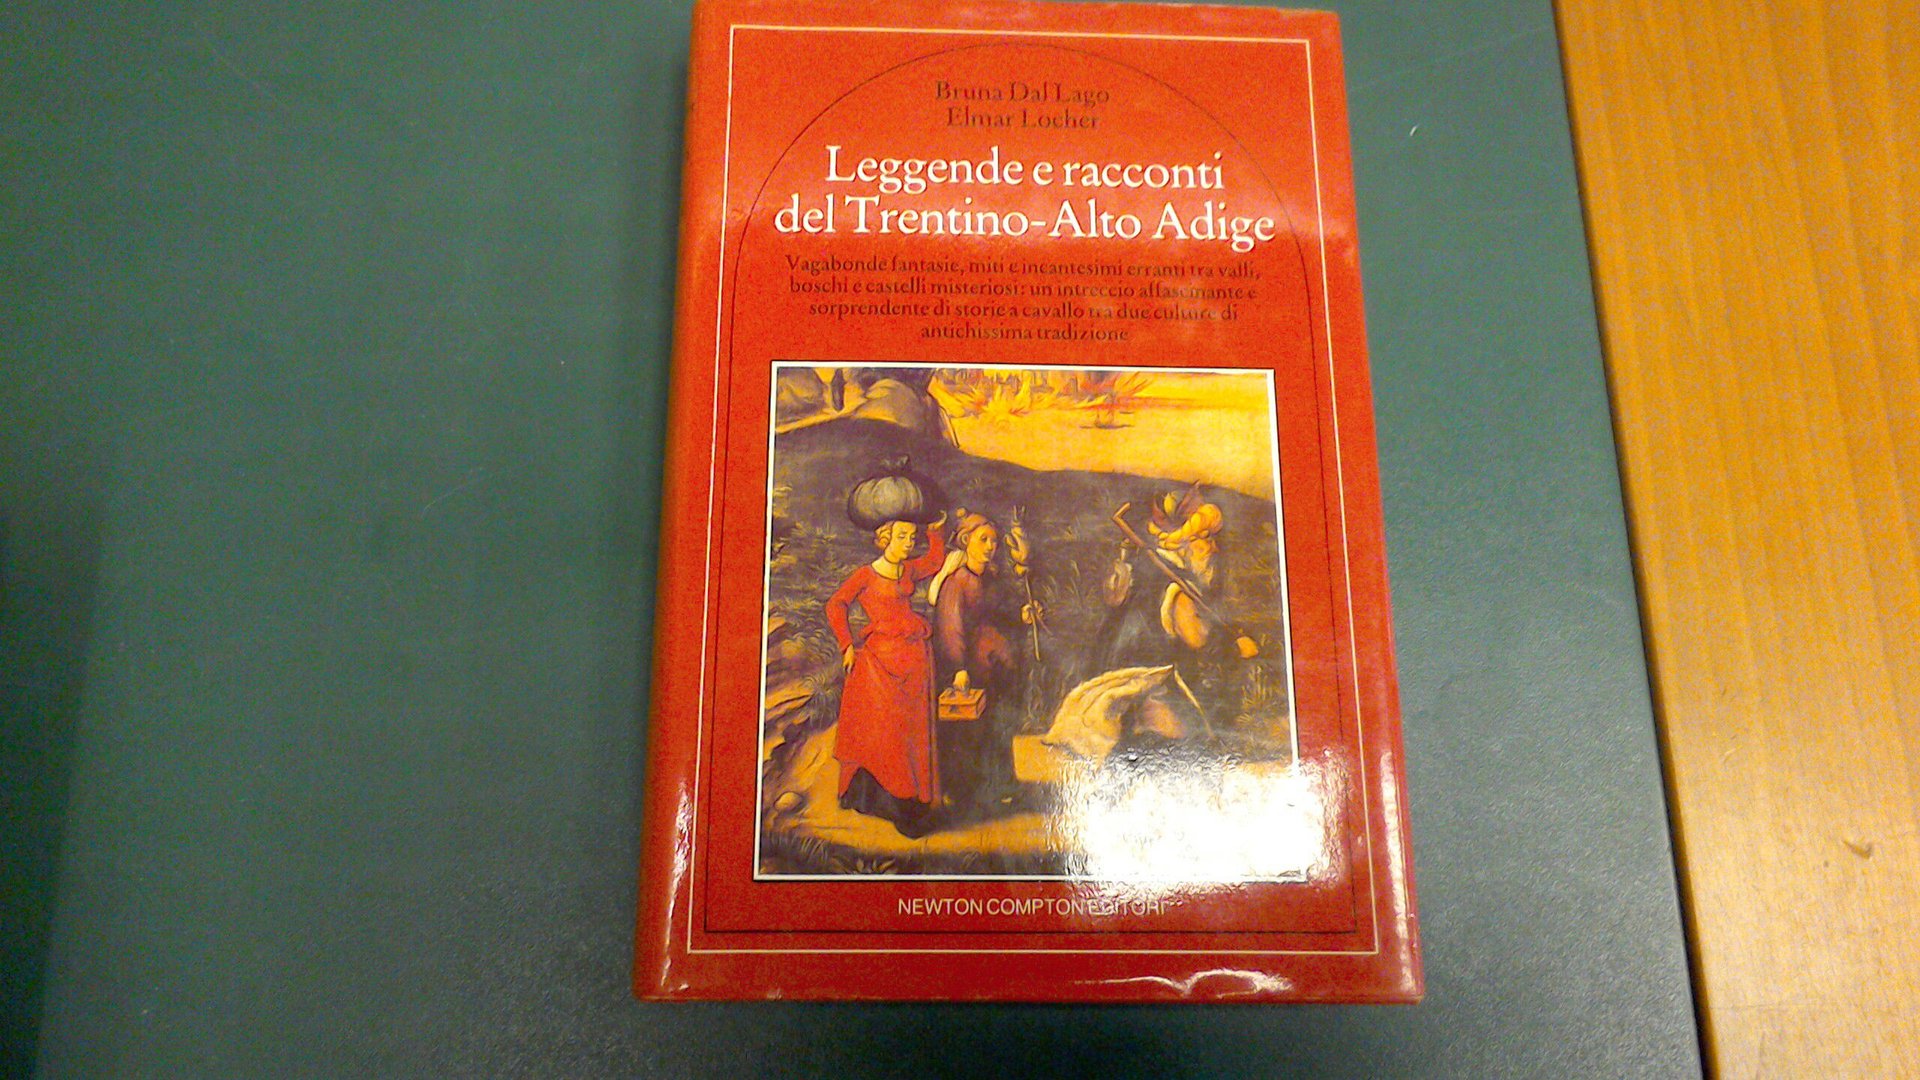 Bruna Dal Lago
Elmar Locher
Leggende e racconti
del Trentino-Alto Adige
Vagabonde fantasie, miti e incantesimi erranti tra valli,
boschi e castelli misteriosi: un intreccio affascinante e
sorprendente di storie a cavallo tra due culture di
antichissima tradizione
NEWTON COMPTON EDITORI